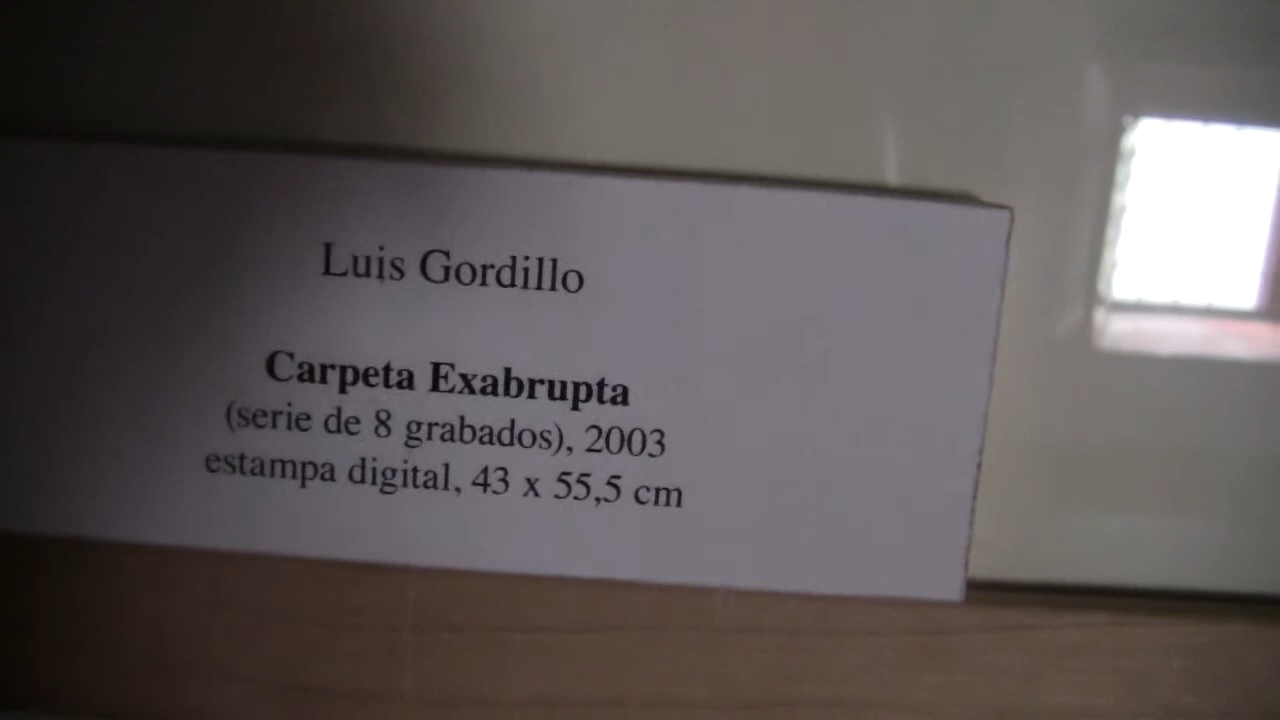 Luis Gordillo
Carpeta Exabrupta
(serie de 8 grabados), 2003
estampa digital, 43 x 55,5 cm